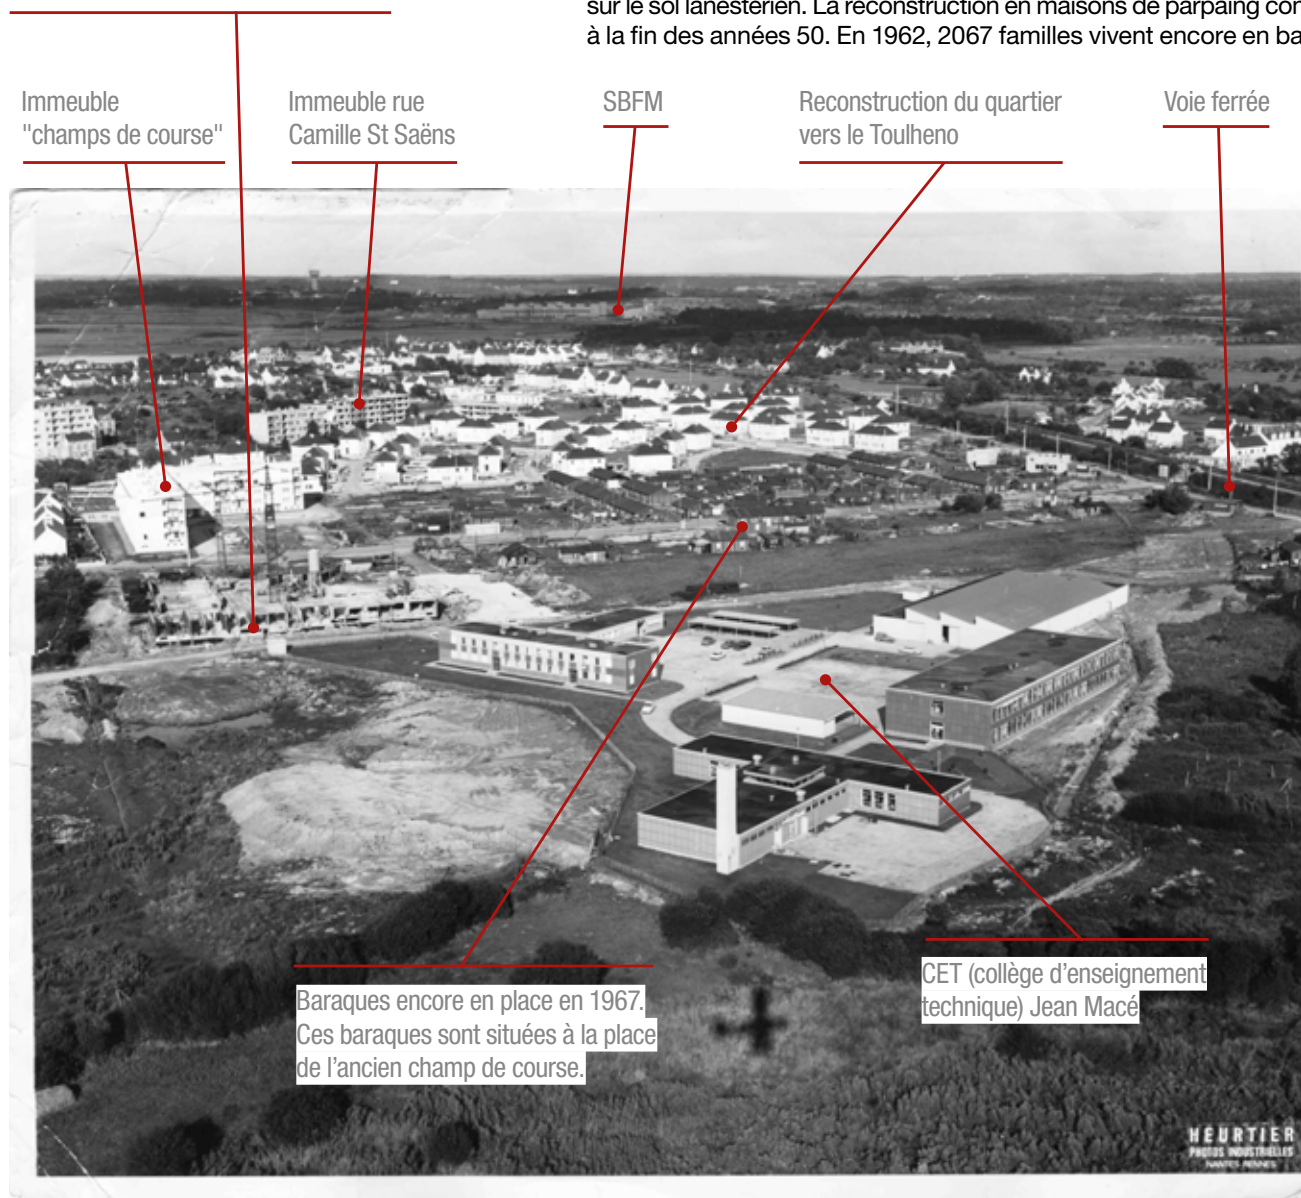 sur le sol lanestérien. La reconstruction en maisons de parpaing
à la fin des années 50. En 1962, 2067 familles vivent encore en
Immeuble
"champs de course"
Immeuble rue
Camille St Saëns
SBFM
Reconstruction du quartier
vers le Toulheno
Voie ferrée
Baraques encore en place en 1967.
Ces baraques sont situées à la place
de l'ancien champ de course.
CET (collège d'enseignement
technique) Jean Macé
HEURTIER
PHOTOS INDUSTRIELLES
NANTES RENNES